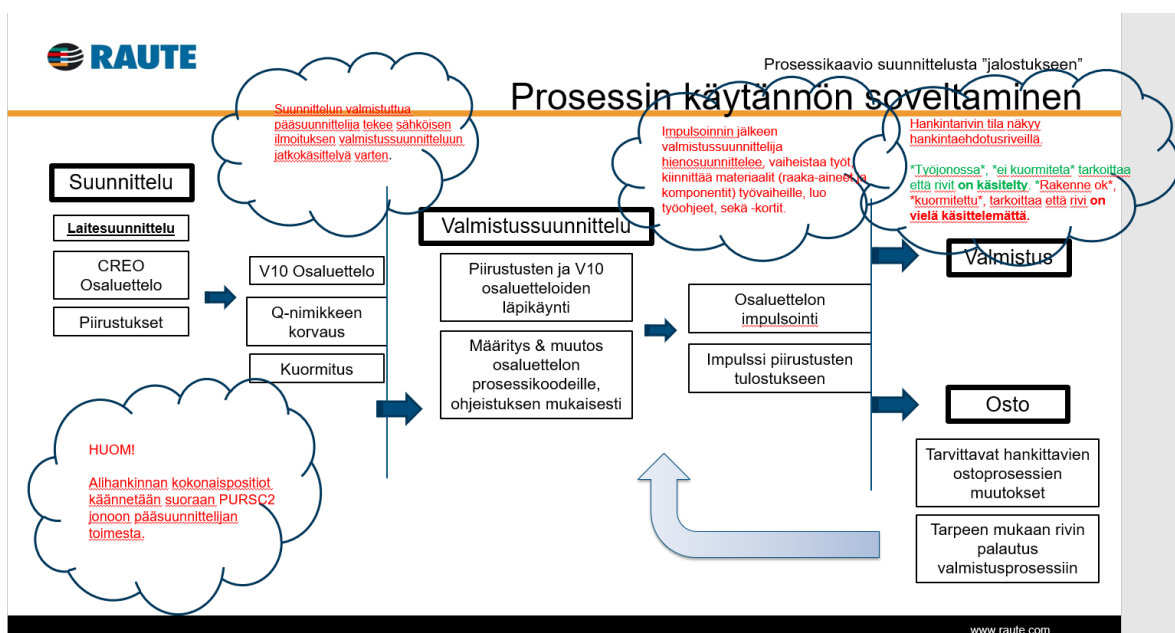 RAUTE
Prosessikaavio suunnittelusta ”jalostukseen”
Prosessin käytännön soveltaminen
Suunnittelun valmistuttua
pääsuunnittelija tekee sähköisen
ilmoituksen valmistussuunnitteluun
jatkokäsittelyä varten.
Impulsoinnin jälkeen
valmistussuunnittelija
hienosuunnittelee, vaiheistaa työt,
kiinnittää materiaalit (raaka-aineet ja
komponentit) työvaiheille, luo
työohjeet, sekä -kortit.
Hankintarivin tila näkyy
hankintaehdotusriveillä.
*Työjonossa*, *ei kuormiteta* tarkoittaa
että rivit on käsitelty. *Rakenne ok*,
*kuormitettu*, tarkoittaa että rivi on
vielä käsittelemättä.
Suunnittelu
Laitesuunnittelu
CREO
Osaluettelo
Piirustukset
V10 Osaluettelo
Q-nimikkeen
korvaus
Kuormitus
Valmistussuunnittelu
Piirustusten ja V10
osaluetteloiden
läpikäynti
Määritys & muutos
osaluettelon
prosessikoodeille,
ohjeistuksen mukaisesti
Osaluettelon
impulsointi
Impulssi piirustusten
tulostukseen
Valmistus
Osto
Tarvittavat hankittavien
ostoprosessien
muutokset
Tarpeen mukaan rivin
palautus
valmistusprosessiin
HUOM!
Alihankinnan kokonaispositiot
käännetään suoraan PURSC2
jonoon pääsuunnittelijan
toimesta.
www.raute.com